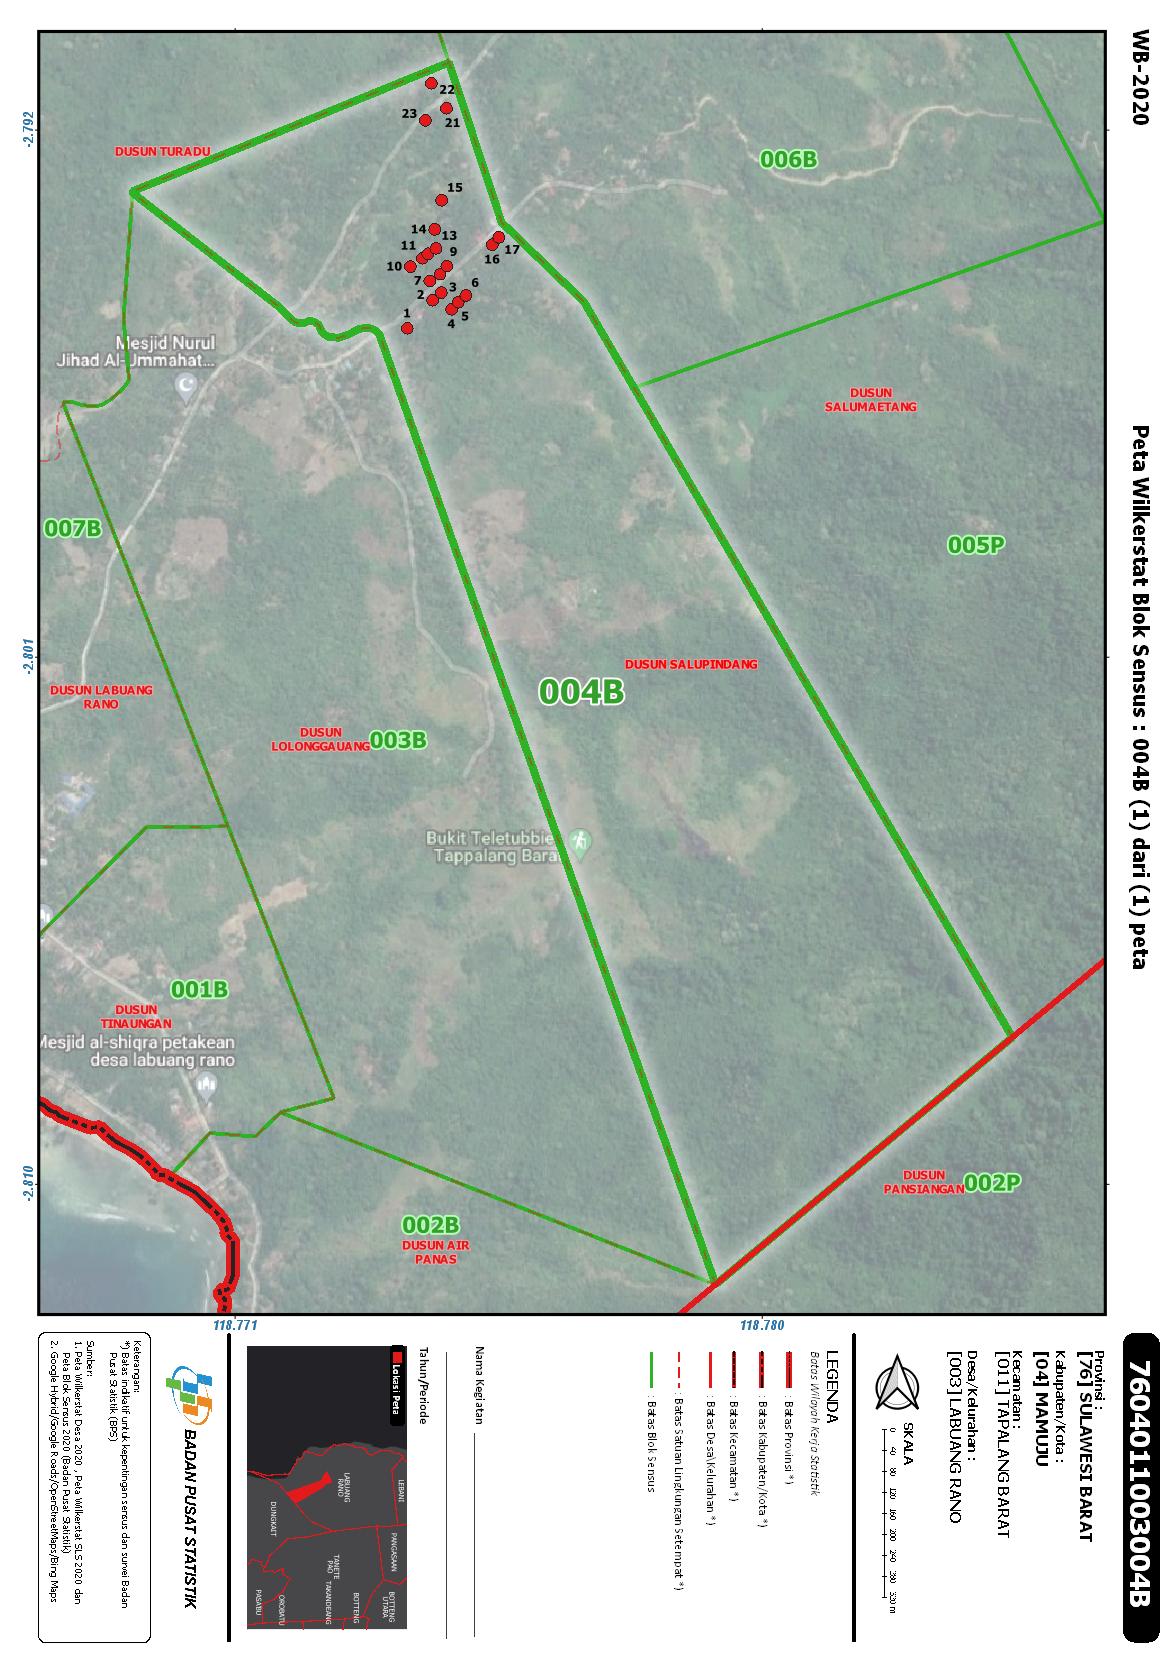 WB-2020
Peta Wilkerstat Blok Sensus : 004B (1) dari (1) peta
7604011003004B
-2.792
-2.801
-2.810
118.771
118.780
DUSUN TURADU
006B
22
21
23
15
14
13
11
10
9
7
2
3
6
5
4
1
16
17
Mesjid Nurul
Jihad Al-Ummahat...
DUSUN
SALUMAETANG
007B
005P
DUSUN LABUANG
RANO
DUSUN SALUPINDANG
004B
DUSUN
LOLONGGAUANG
003B
Bukit Teletubbie
Tappalang Bara
001B
DUSUN
TINAUNGAN
Mesjid al-shiqra petakean
desa labuang rano
DUSUN
PANSIANGAN
002P
002B
DUSUN AIR
PANAS
Provinsi :
[76] SULAWESI BARAT
Kabupaten/Kota :
[04] MAMUJU
Kecamatan :
[011] TAPALANG BARAT
Desa/Kelurahan :
[003] LABUANG RANO
SKALA
0 40 80 120 160 200 240 280 320 m
LEGENDA
Batas Wilayah Kerja Statistik
: Batas Provinsi *)
: Batas Kabupaten/Kota *)
: Batas Kecamatan *)
: Batas Desa\Kelurahan *)
: Batas Satuan Lingkungan Setempat *)
: Batas Blok Sensus
Nama Kegiatan
Tahun/Periode
Lokasi Peta
LEBANI
LABUANG
RANO
DUNGKAIT
PANGASAAN
TANETE
PAO
TAKANDEANG
BOTTENG
UTARA
BOTTENG
OROBATU
PASA'BU
BADAN PUSAT STATISTIK
Keterangan:
*) Batas indikatif untuk kepentingan sensus dan survei Badan
Pusat Statistik (BPS)
Sumber:
1. Peta Wilkerstat Desa 2020 , Peta Wilkerstat SLS 2020 dan
Peta Blok Sensus 2020 (Badan Pusat Statistik)
2. Google Hybrid/Google Roads/OpenStreetMaps/Bing Maps